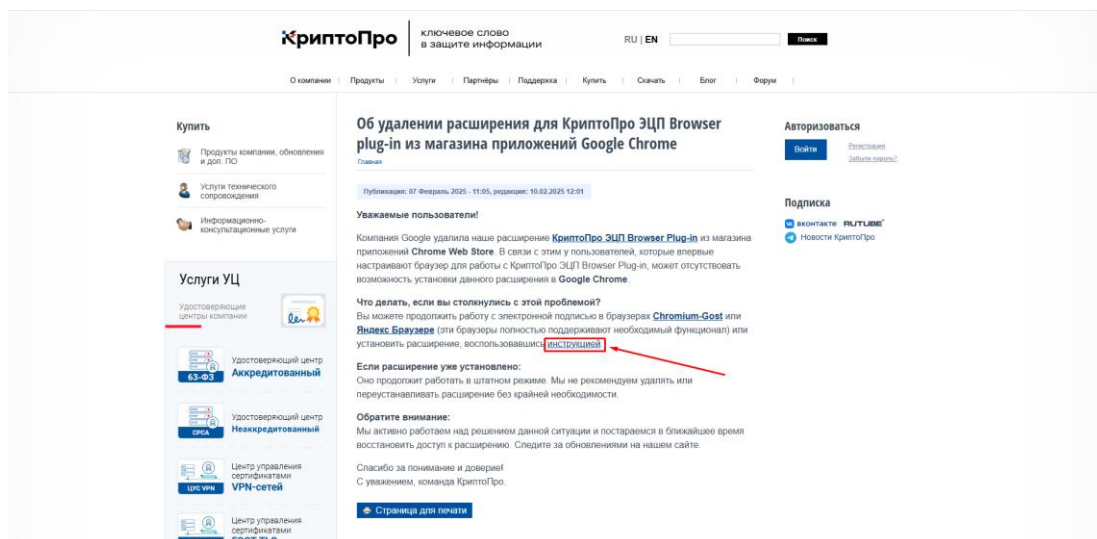 КриптоПро
ключевое слово
в защите информации
RU | EN
Поиск
О компании
Продукты
Услуги
Партнёры
Поддержка
Купить
Скачать
Блог
Форум
Купить
Продукты компании, обновления
и доп. ПО
Услуги технического
сопровождения
Информационно-
консультационные услуги
Услуги УЦ
Удостоверяющие
центры компании
63-ФЗ
Удостоверяющий центр
Аккредитованный
СРСА
Удостоверяющий центр
Неаккредитованный
ЦУС VPN
Центр управления
сертификатами
VPN-сетей
Центр управления
сертификатами
Об удалении расширения для КриптоПро ЭЦП Browser
plug-in из магазина приложений Google Chrome
Главная
Публикация: 07 Февраль 2025 - 11:05, редакция: 10.02.2025 12:01
Уважаемые пользователи!
Компания Google удалила наше расширение КриптоПро ЭЦП Browser Plug-in из магазина
приложений Chrome Web Store. В связи с этим у пользователей, которые впервые
настраивают браузер для работы с КриптоПро ЭЦП Browser Plug-in, может отсутствовать
возможность установки данного расширения в Google Chrome.
Что делать, если вы столкнулись с этой проблемой?
Вы можете продолжить работу с электронной подписью в браузерах Chromium-Gost или
Яндекс Браузере (эти браузеры полностью поддерживают необходимый функционал) или
установить расширение, воспользовавшись инструкцией
Если расширение уже установлено:
Оно продолжит работать в штатном режиме. Мы не рекомендуем удалять или
переустанавливать расширение без крайней необходимости.
Обратите внимание:
Мы активно работаем над решением данной ситуации и постараемся в ближайшее время
восстановить доступ к расширению. Следите за обновлениями на нашем сайте.
Спасибо за понимание и доверие!
С уважением, команда КриптоПро.
Страница для печати
Авторизоваться
Войти
Регистрация
Забыли пароль?
Подписка
вконтакте RUTUBE
Новости КриптоПро